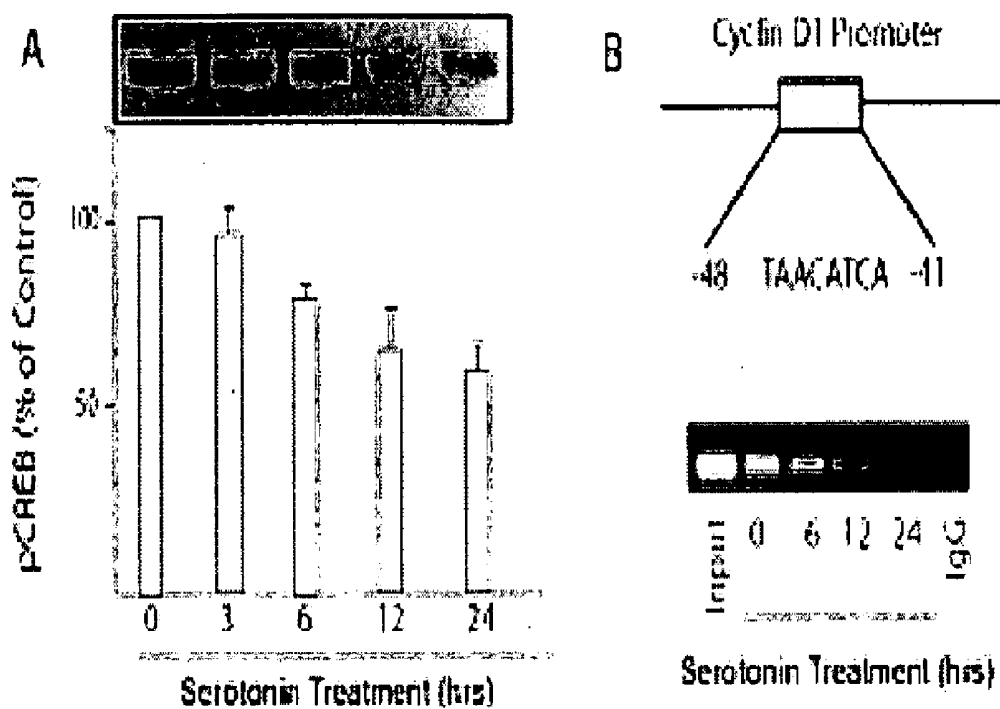 A
pCREB (% of Control)
100
50
0 3 6 12 24
Serotonin Treatment (hrs)
B
Cyclin D1 Promoter
-48 TAACATCA -41
Input 0 6 12 24 IgG
Serotonin Treatment (hrs)